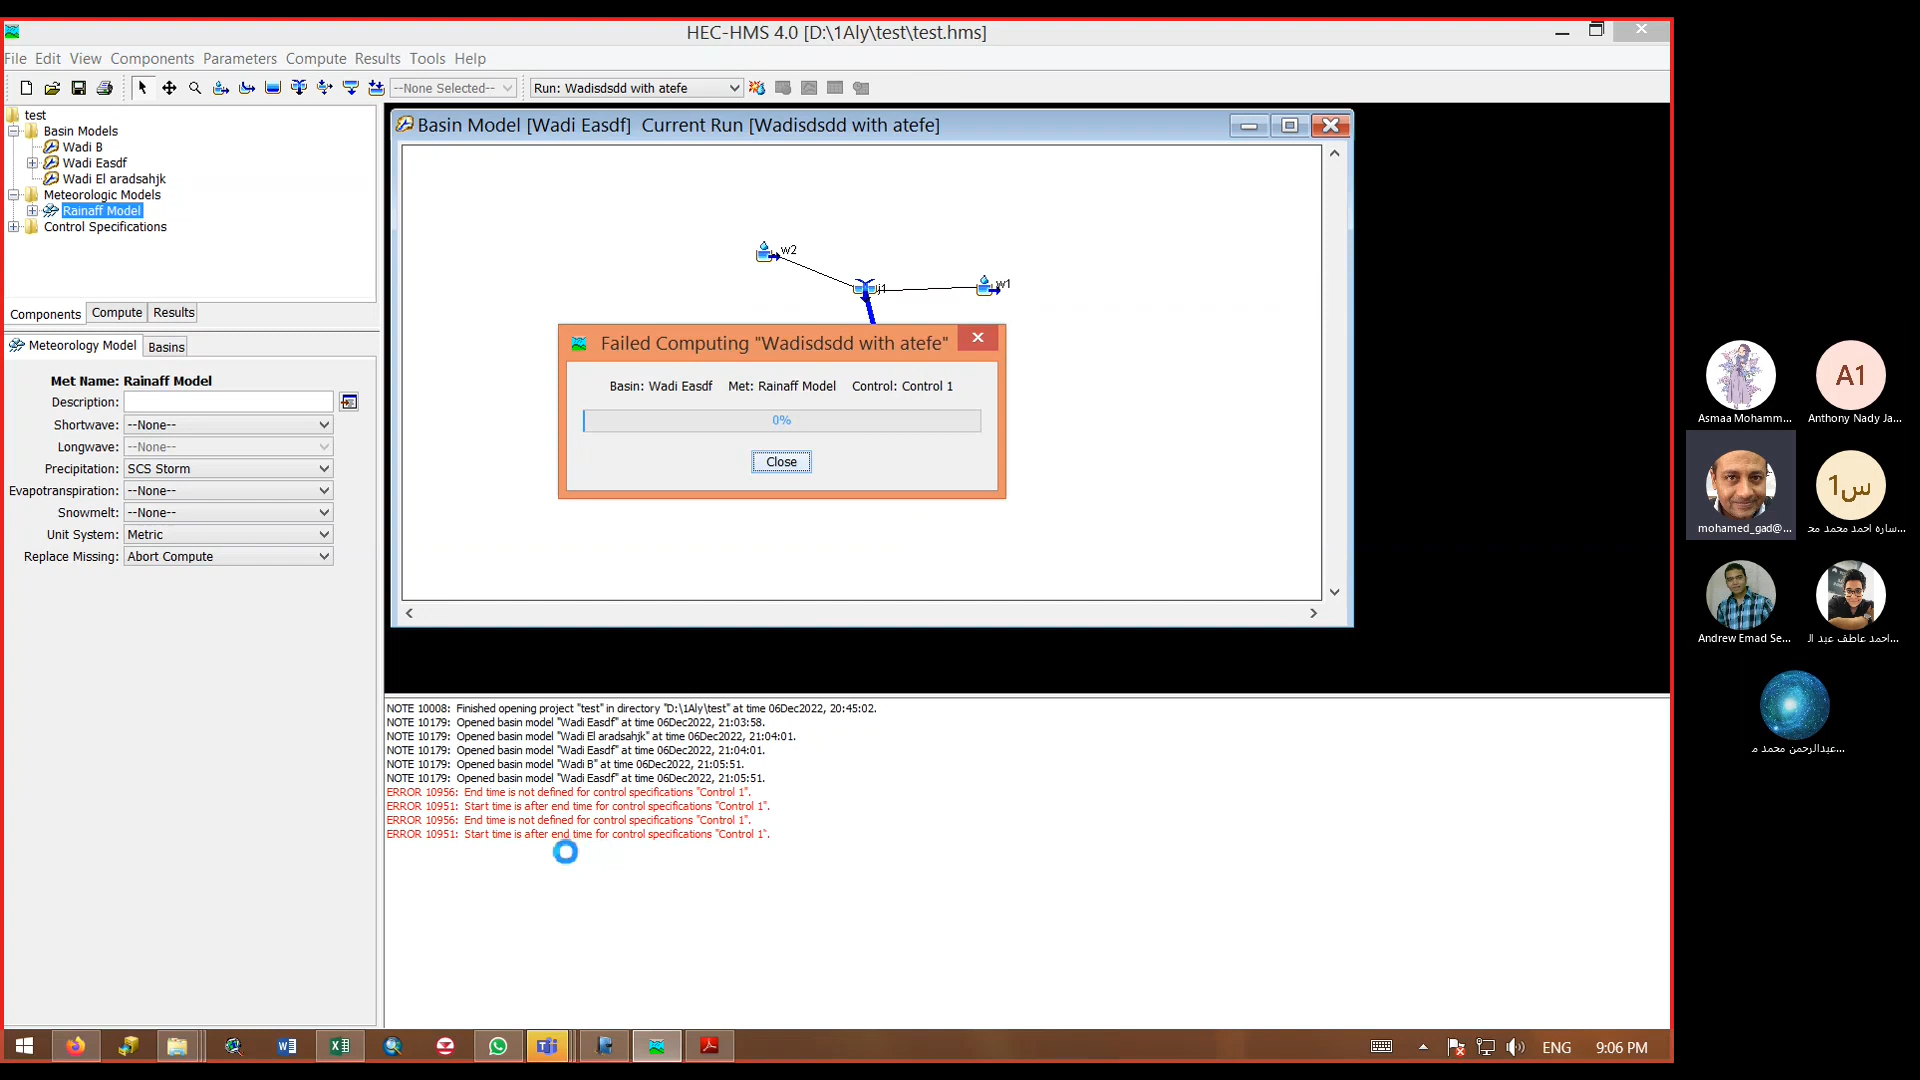 HEC-HMS 4.0 [D:\1Aly\test\test.hms]
File Edit View Components Parameters Compute Results Tools Help
--None Selected-- Run: Wadisdsdd with atefe
test
Basin Models
Wadi B
Wadi Easdf
Wadi El aradsahjk
Meteorologic Models
Rainaff Model
Control Specifications
Components Compute Results
Meteorology Model Basins
Met Name: Rainaff Model
Description:
Shortwave: --None--
Longwave: --None--
Precipitation: SCS Storm
Evapotranspiration: --None--
Snowmelt: --None--
Unit System: Metric
Replace Missing: Abort Compute
Basin Model [Wadi Easdf] Current Run [Wadisdsdd with atefe]
w2
j1
w1
Failed Computing "Wadisdsdd with atefe"
Basin: Wadi Easdf Met: Rainaff Model Control: Control 1
0%
Close
NOTE 10008: Finished opening project "test" in directory "D:\1Aly\test" at time 06Dec2022, 20:45:02.
NOTE 10179: Opened basin model "Wadi Easdf" at time 06Dec2022, 21:03:58.
NOTE 10179: Opened basin model "Wadi El aradsahjk" at time 06Dec2022, 21:04:01.
NOTE 10179: Opened basin model "Wadi Easdf" at time 06Dec2022, 21:04:01.
NOTE 10179: Opened basin model "Wadi B" at time 06Dec2022, 21:05:51.
NOTE 10179: Opened basin model "Wadi Easdf" at time 06Dec2022, 21:05:51.
ERROR 10956: End time is not defined for control specifications "Control 1".
ERROR 10951: Start time is after end time for control specifications "Control 1".
ERROR 10956: End time is not defined for control specifications "Control 1".
ERROR 10951: Start time is after end time for control specifications "Control 1".
Asmaa Mohamm...
A1
Anthony Nady Ja...
mohamed_gad@...
س1
ساره احمد محمد مح...
Andrew Emad Se...
احمد عاطف عبد ال...
عبدالرحمن محمد م...
ENG 9:06 PM